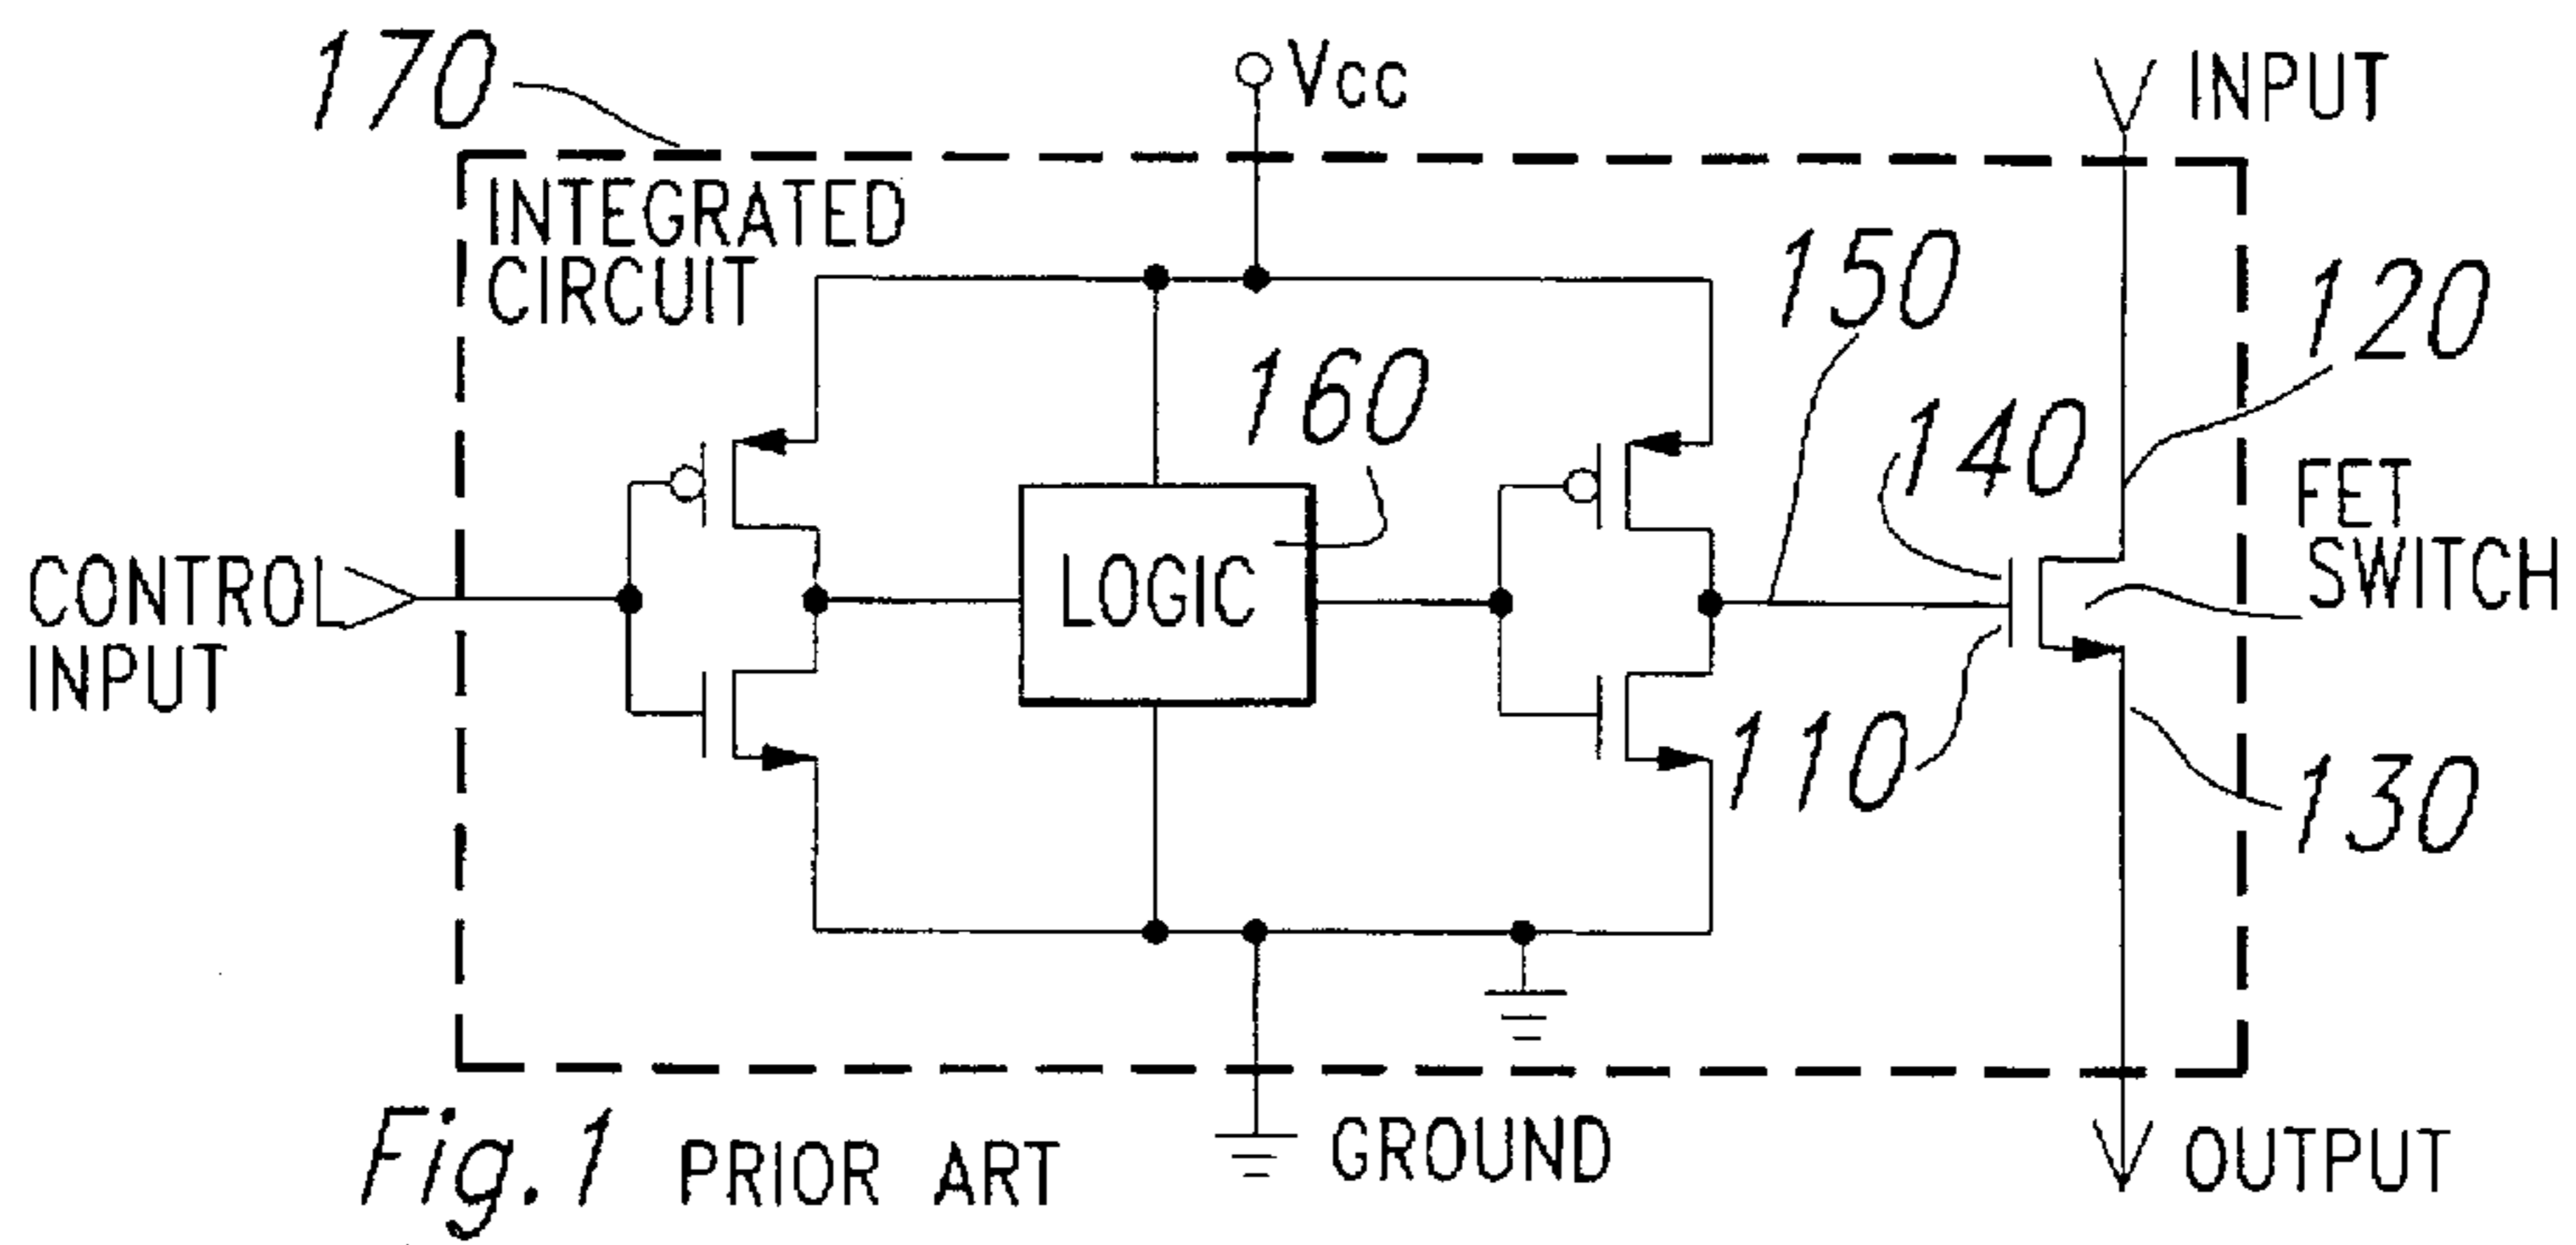 170
Vcc
INPUT
INTEGRATED
CIRCUIT
150
120
160
140
FET
SWITCH
LOGIC
CONTROL
INPUT
110
130
GROUND
OUTPUT
Fig.1 PRIOR ART